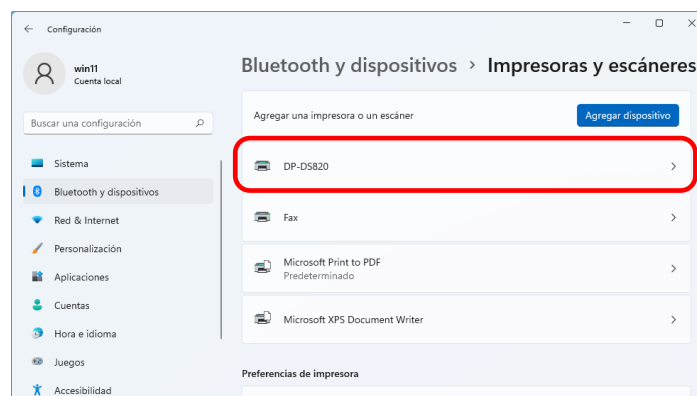 Configuración
win11
Cuenta local
Buscar una configuración
Sistema
Bluetooth y dispositivos
Red & Internet
Personalización
Aplicaciones
Cuentas
Hora e idioma
Juegos
Accesibilidad
Bluetooth y dispositivos > Impresoras y escáneres
Agregar una impresora o un escáner
Agregar dispositivo
DP-DS820
Fax
Microsoft Print to PDF
Predeterminado
Microsoft XPS Document Writer
Preferencias de impresora